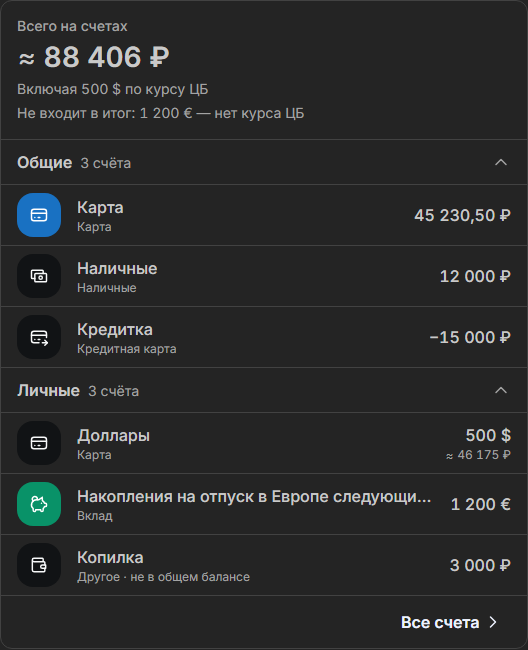 Всего на счетах
≈ 88 406 ₽
Включая 500 $ по курсу ЦБ
Не входит в итог: 1 200 € — нет курса ЦБ
Общие 3 счёта
Карта
45 230,50 ₽
Карта
Наличные
12 000 ₽
Наличные
Кредитка
−15 000 ₽
Кредитная карта
Личные 3 счёта
Доллары
500 $
Карта
≈ 46 175 ₽
Накопления на отпуск в Европе следующи...
1 200 €
Вклад
Копилка
3 000 ₽
Другое · не в общем балансе
Все счета